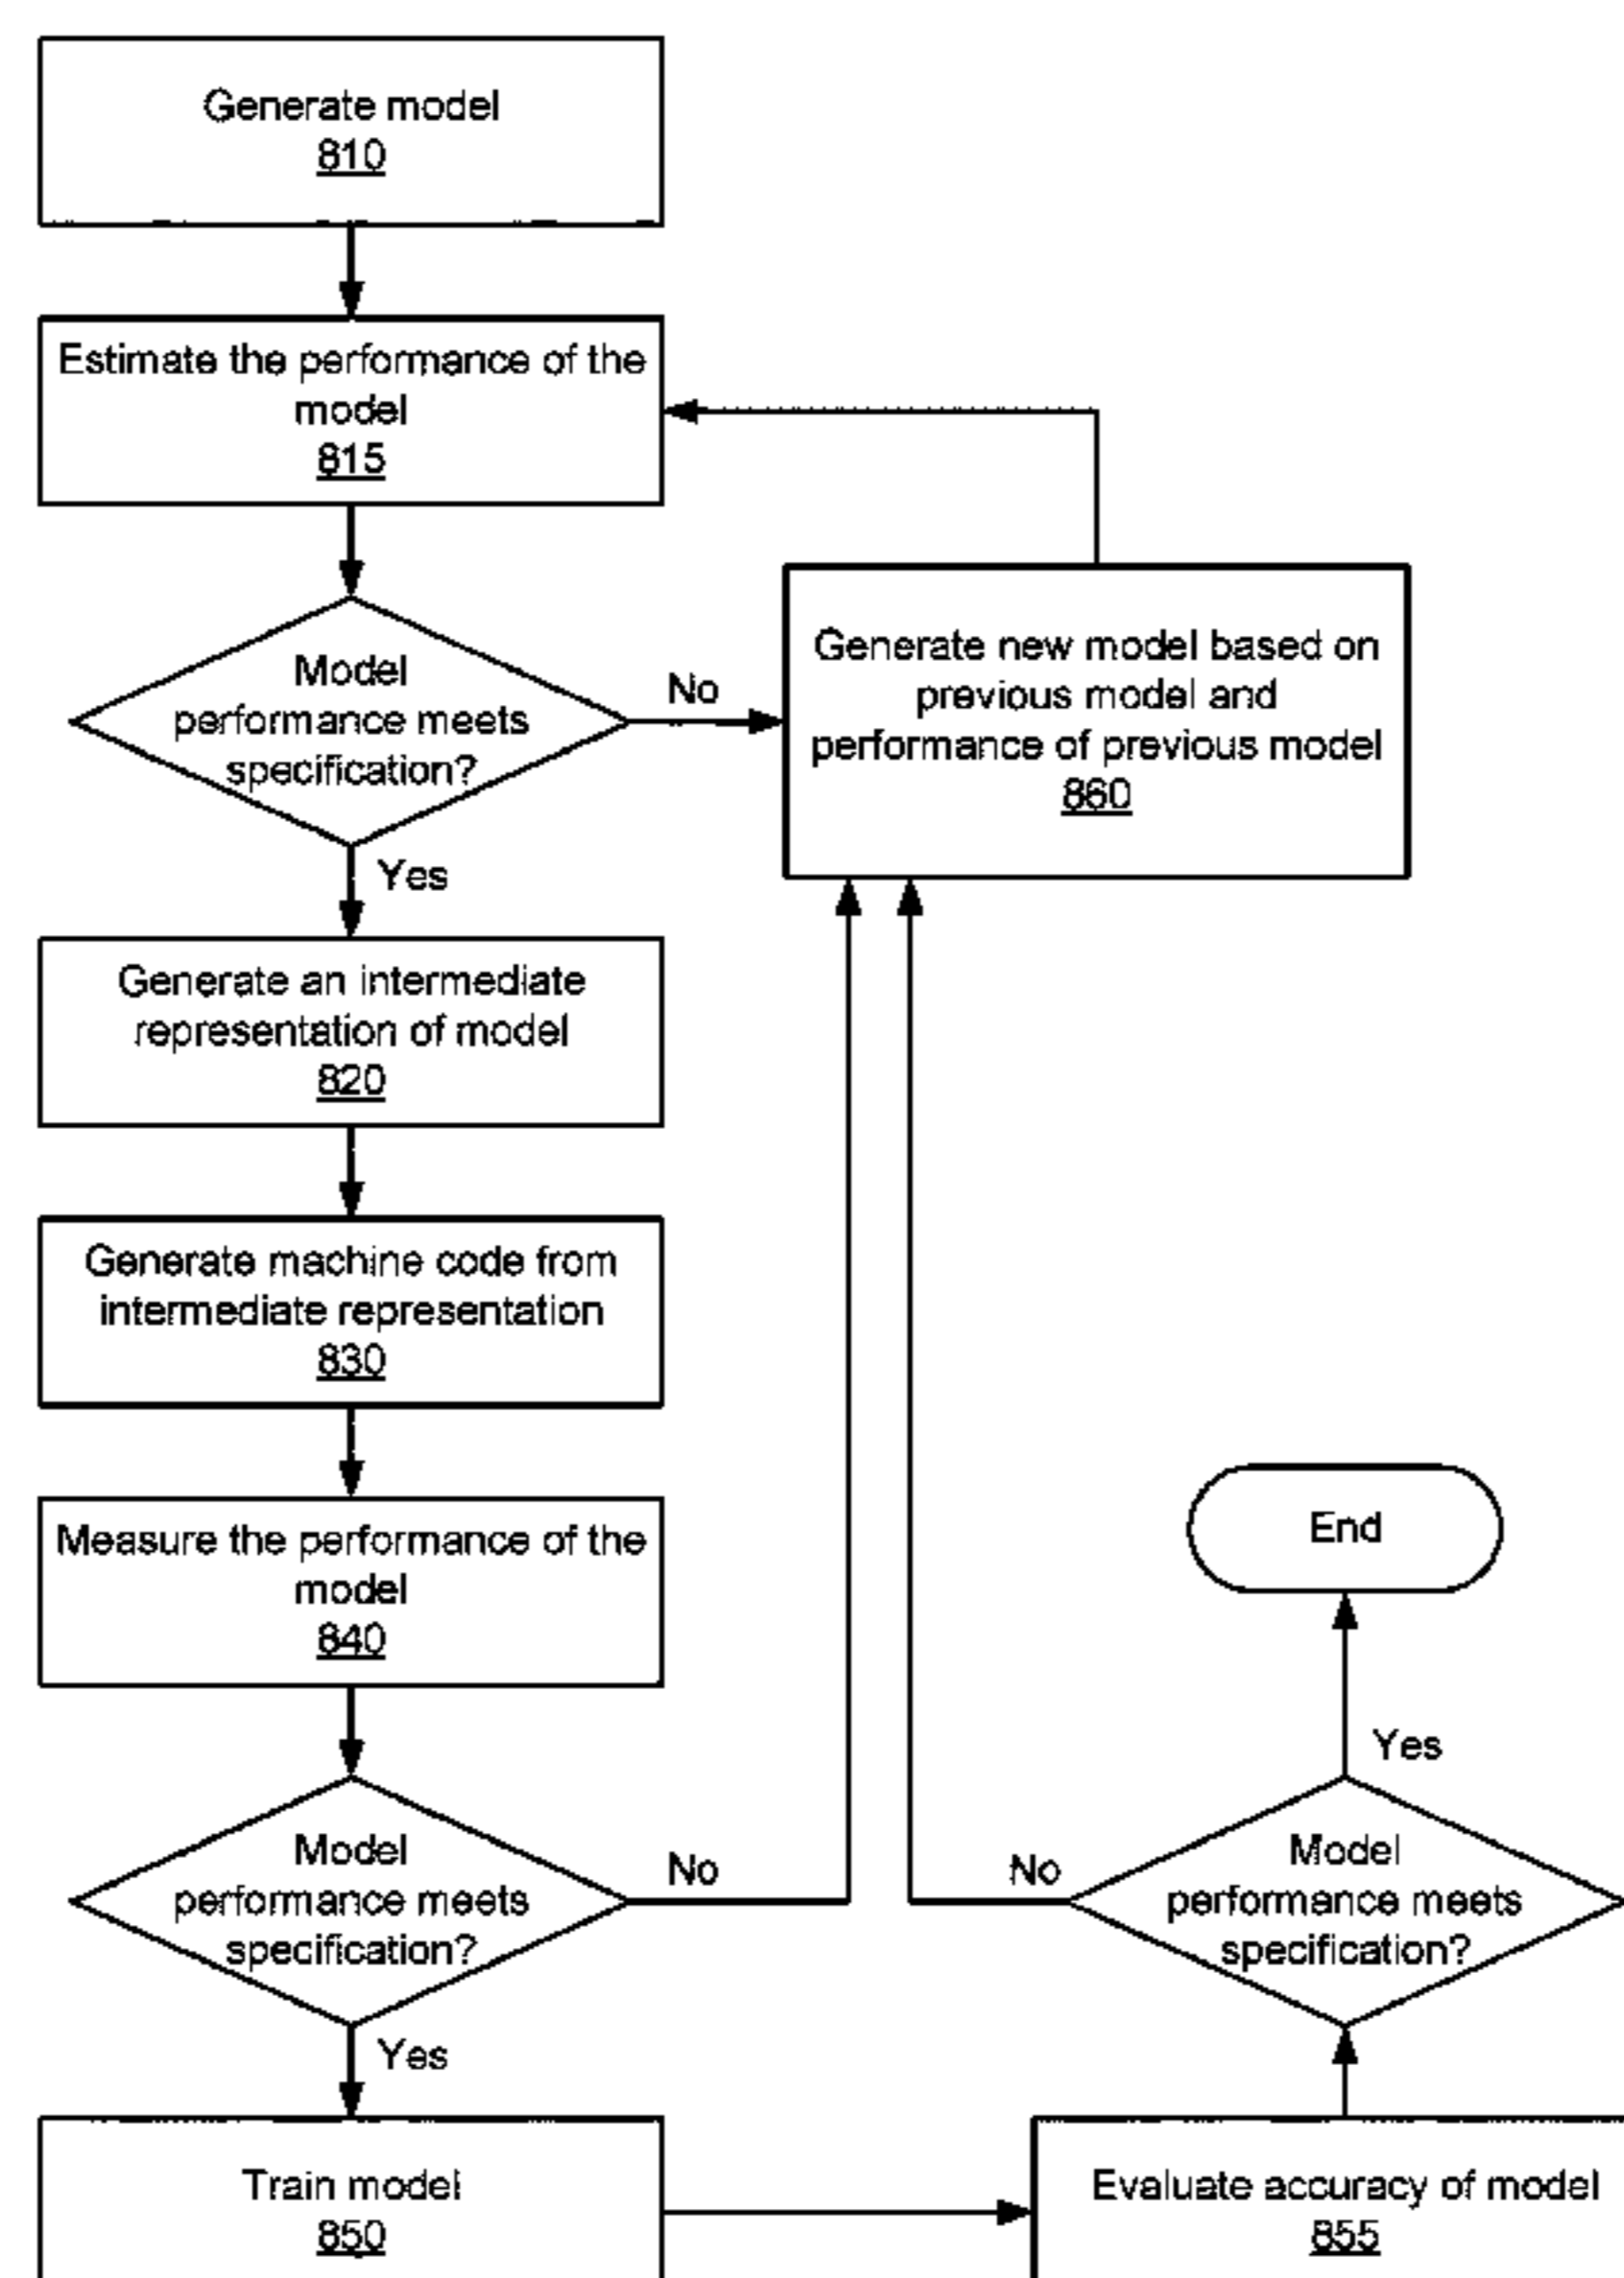 Generate model
810
Estimate the performance of the
model
815
Model
performance meets
specification?
No
Generate new model based on
previous model and
performance of previous model
860
Yes
Generate an intermediate
representation of model
820
Generate machine code from
intermediate representation
830
Measure the performance of the
model
840
Model
performance meets
specification?
No
Yes
Train model
850
Evaluate accuracy of model
855
Model
performance meets
specification?
No
Yes
End